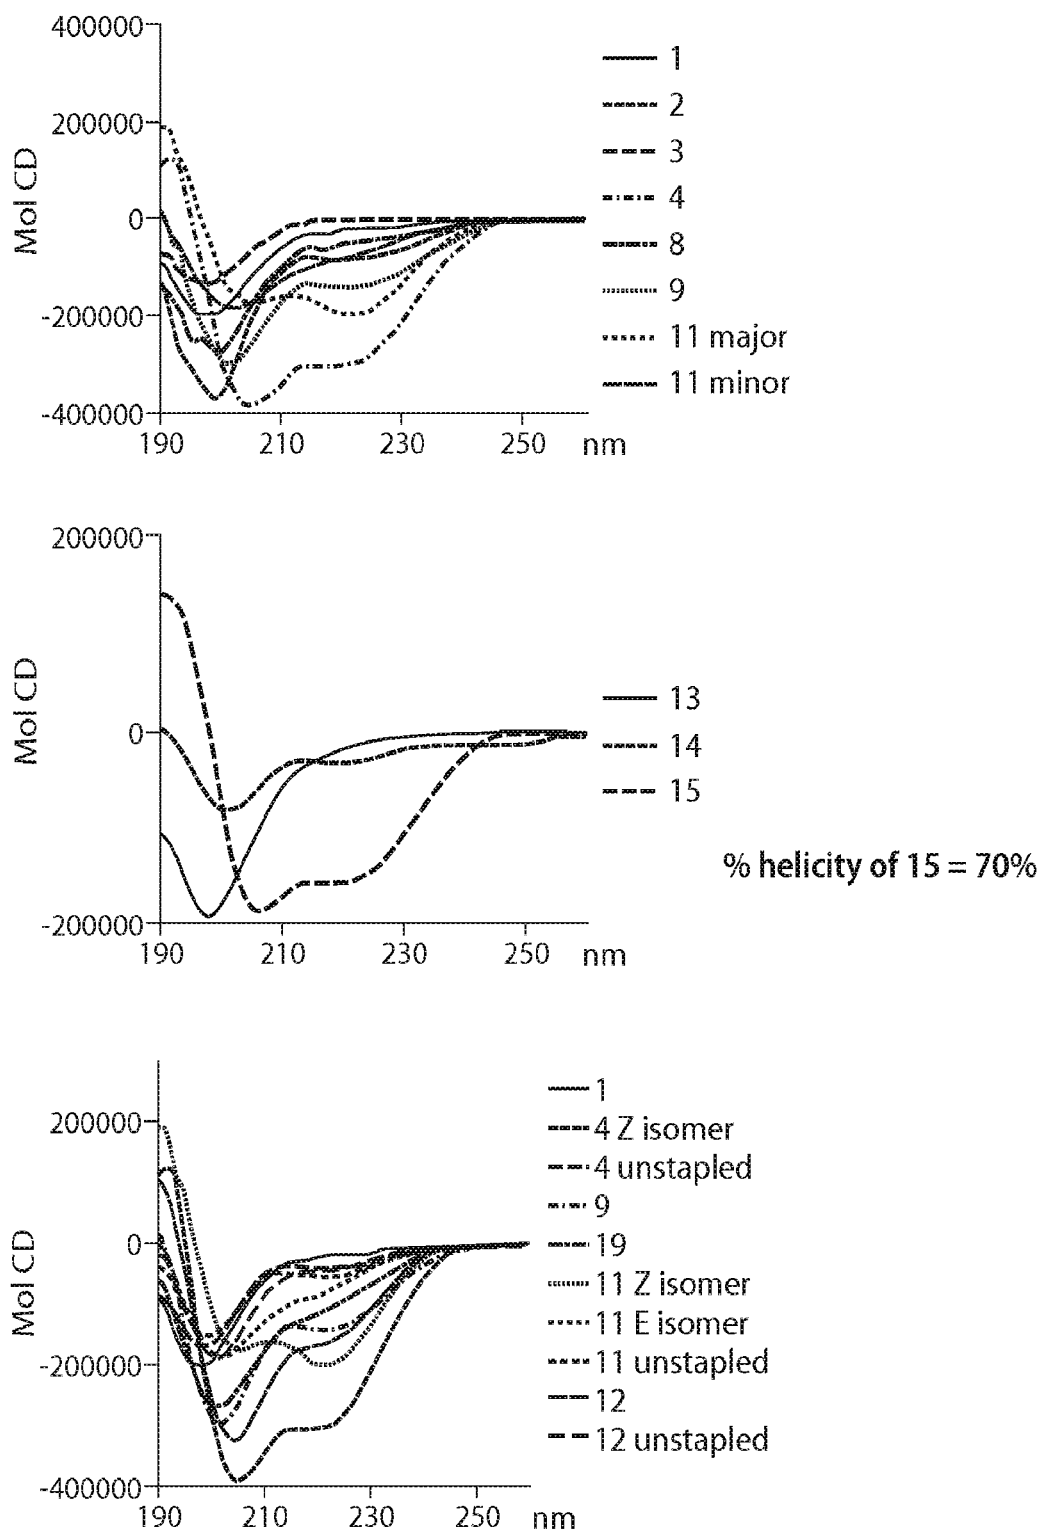 400000
200000
0
-200000
-400000
Mol CD
190 210 230 250 nm
1
2
3
4
8
9
11 major
11 minor
200000
0
-200000
Mol CD
190 210 230 250 nm
13
14
15
% helicity of 15 = 70%
200000
0
-200000
-400000
Mol CD
190 210 230 250 nm
1
4 Z isomer
4 unstapled
9
19
11 Z isomer
11 E isomer
11 unstapled
12
12 unstapled